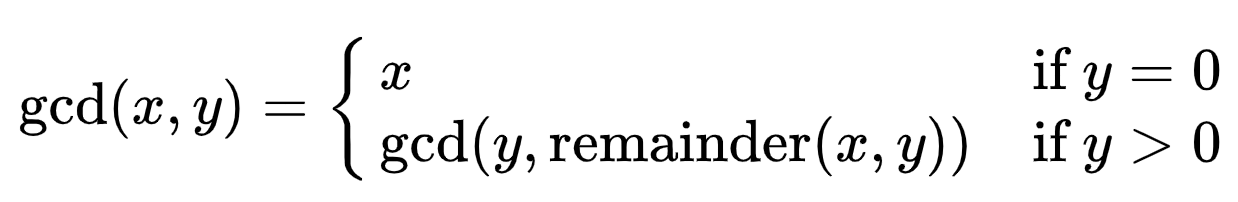 gcd(x, y) = { x if y = 0
gcd(y, remainder(x, y)) if y > 0